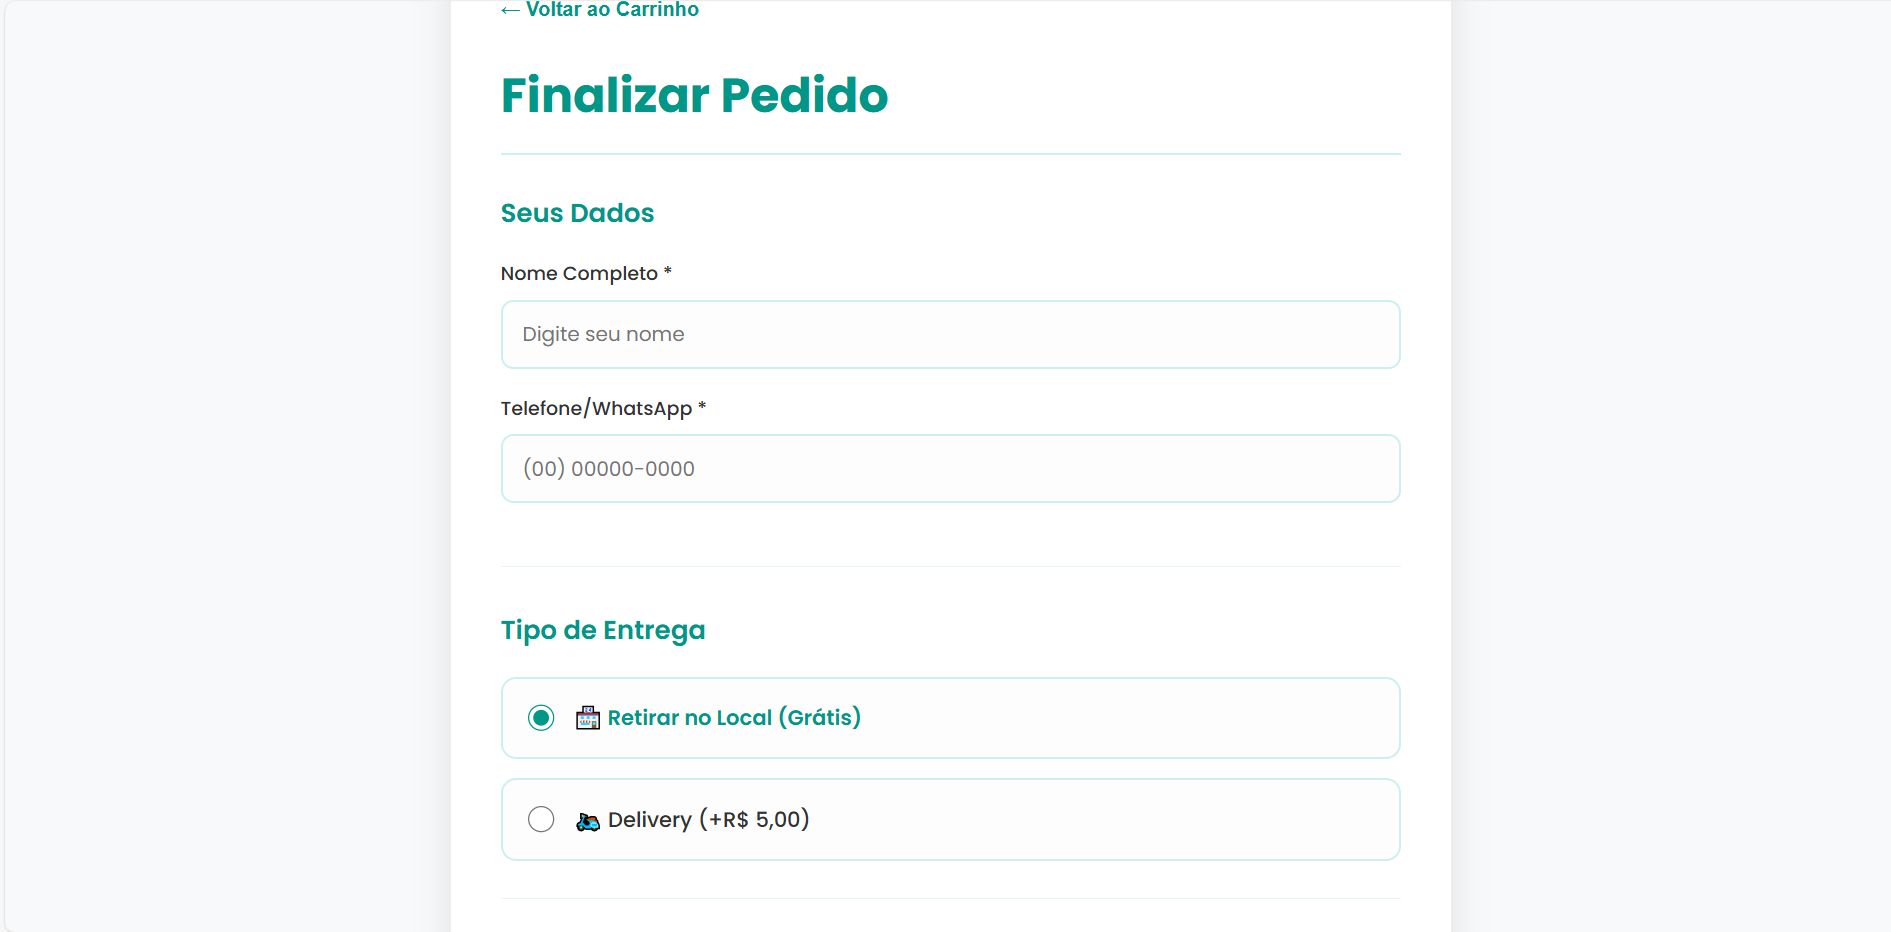 ← Voltar ao Carrinho
Finalizar Pedido
Seus Dados
Nome Completo *
Digite seu nome
Telefone/WhatsApp *
(00) 00000-0000
Tipo de Entrega
🏪 Retirar no Local (Grátis)
🛵 Delivery (+R$ 5,00)